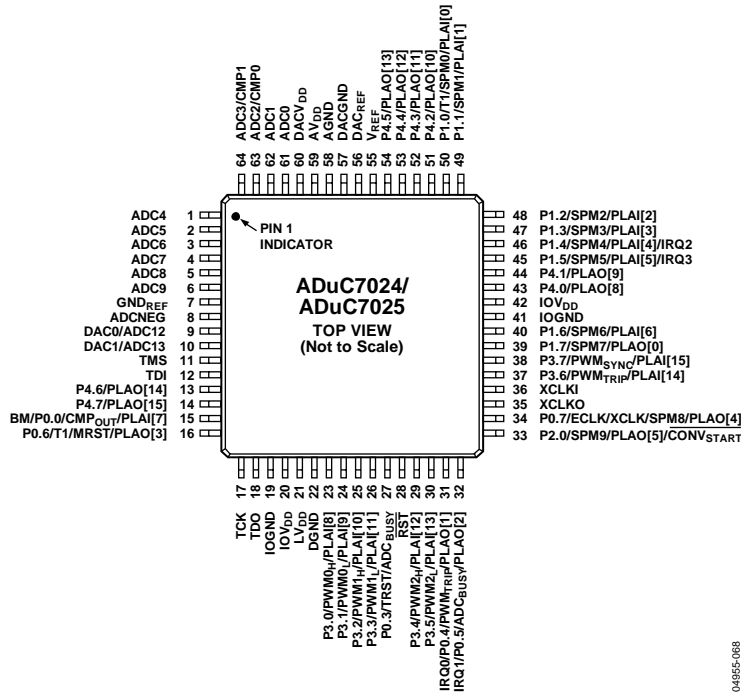 64 ADC3/CMP1
63 ADC2/CMP0
62 ADC1
61 ADC0
60 DACVDD
59 AVDD
58 AGND
57 DACGND
56 DACREF
55 VREF
54 P4.5/PLAO[13]
53 P4.4/PLAO[12]
52 P4.3/PLAO[11]
51 P4.2/PLAO[10]
50 P1.0/T1/SPM0/PLAI[0]
49 P1.1/SPM1/PLAI[1]
ADC4 1
ADC5 2
ADC6 3
ADC7 4
ADC8 5
ADC9 6
GNDREF 7
ADCNEG 8
DAC0/ADC12 9
DAC1/ADC13 10
TMS 11
TDI 12
P4.6/PLAO[14] 13
P4.7/PLAO[15] 14
BM/P0.0/CMPOUT/PLAI[7] 15
P0.6/T1/MRST/PLAO[3] 16
PIN 1
INDICATOR
ADuC7024/
ADuC7025
TOP VIEW
(Not to Scale)
48 P1.2/SPM2/PLAI[2]
47 P1.3/SPM3/PLAI[3]
46 P1.4/SPM4/PLAI[4]/IRQ2
45 P1.5/SPM5/PLAI[5]/IRQ3
44 P4.1/PLAO[9]
43 P4.0/PLAO[8]
42 IOVDD
41 IOGND
40 P1.6/SPM6/PLAI[6]
39 P1.7/SPM7/PLAO[0]
38 P3.7/PWMSYNC/PLAI[15]
37 P3.6/PWMTRIP/PLAI[14]
36 XCLKI
35 XCLKO
34 P0.7/ECLK/XCLK/SPM8/PLAO[4]
33 P2.0/SPM9/PLAO[5]/CONVSTART
TCK 17
TDO 18
IOGND 19
IOVDD 20
LVDD 21
DGND 22
P3.0/PWM0H/PLAI[8] 23
P3.1/PWM0L/PLAI[9] 24
P3.2/PWM1H/PLAI[10] 25
P3.3/PWM1L/PLAI[11] 26
P0.3/TRST/ADCBUSY 27
RST 28
P3.4/PWM2H/PLAI[12] 29
P3.5/PWM2L/PLAI[13] 30
IRQ0/P0.4/PWMTRIP/PLAO[1] 31
IRQ1/P0.5/ADCBUSY/PLAO[2] 32
04955-068